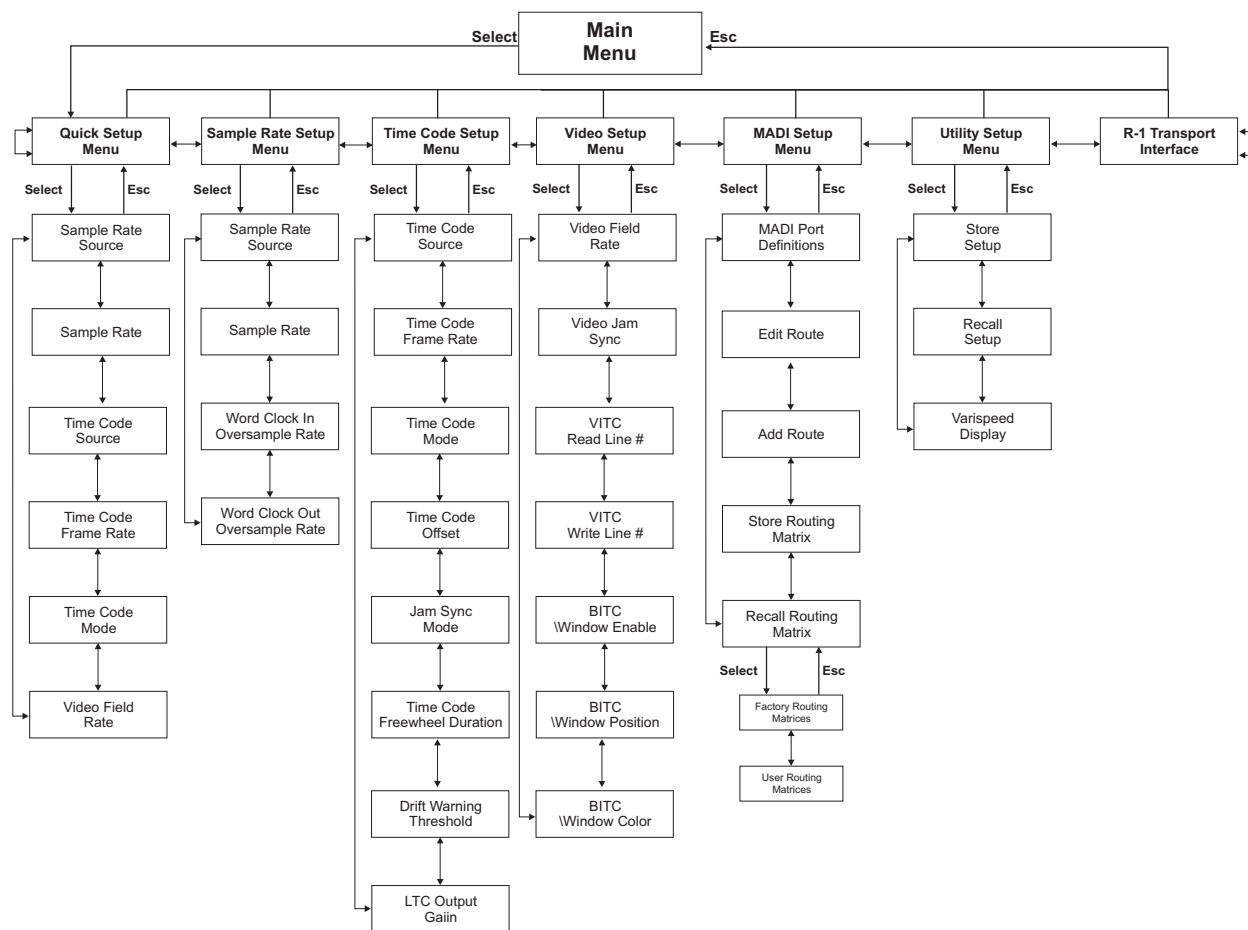 Main
Menu
Select
Esc
Quick Setup
Menu
Sample Rate Setup
Menu
Time Code Setup
Menu
Video Setup
Menu
MADI Setup
Menu
Utility Setup
Menu
R-1 Transport
Interface
Select
Esc
Select
Esc
Select
Esc
Select
Esc
Select
Esc
Select
Esc
Sample Rate
Source
Sample Rate
Time Code
Source
Time Code
Frame Rate
Time Code
Mode
Video Field
Rate
Sample Rate
Source
Sample Rate
Word Clock In
Oversample Rate
Word Clock Out
Oversample Rate
Time Code
Source
Time Code
Frame Rate
Time Code
Mode
Time Code
Offset
Jam Sync
Mode
Time Code
Freewheel Duration
Drift Warning
Threshold
LTC Output
Gaiin
Video Field
Rate
Video Jam
Sync
VITC
Read Line #
VITC
Write Line #
BITC
\Window Enable
BITC
\Window Position
BITC
\Window Color
MADI Port
Definitions
Edit Route
Add Route
Store Routing
Matrix
Recall Routing
Matrix
Select
Esc
Factory Routing
Matrices
User Routing
Matrices
Store
Setup
Recall
Setup
Varispeed
Display